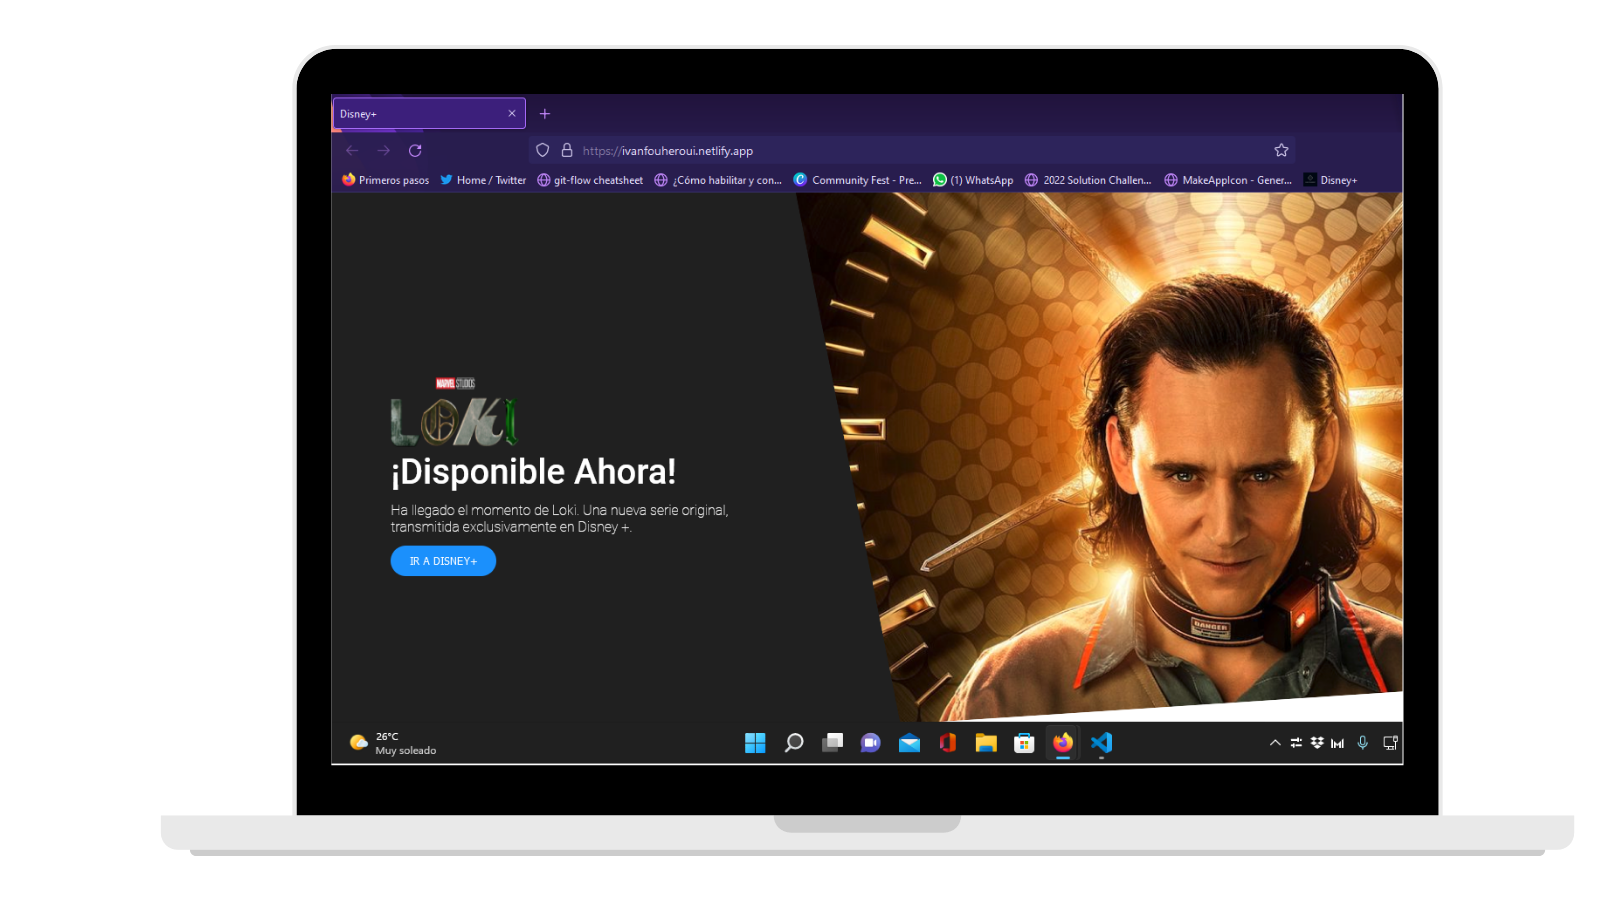 Disney+
https://ivanfouheroui.netlify.app
Primeros pasos
Home / Twitter
git-flow cheatsheet
¿Cómo habilitar y con...
Community Fest - Pre...
(1) WhatsApp
2022 Solution Challen...
MakeAppIcon - Gener...
Disney+
MARVEL STUDIOS
LOKI
¡Disponible Ahora!
Ha llegado el momento de Loki. Una nueva serie original,
transmitida exclusivamente en Disney +.
IR A DISNEY+
DANGER
26°C
Muy soleado